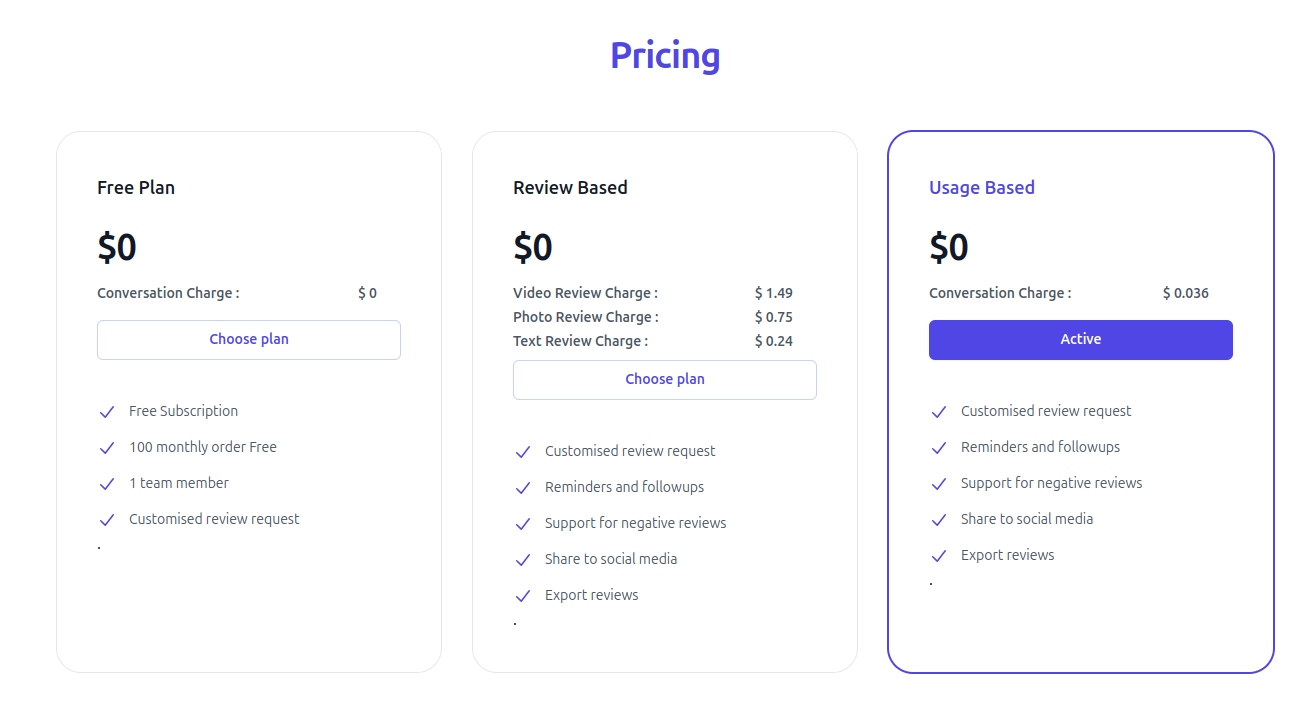 Pricing
Free Plan
$0
Conversation Charge : $ 0
Choose plan
Free Subscription
100 monthly order Free
1 team member
Customised review request
.
Review Based
$0
Video Review Charge : $ 1.49
Photo Review Charge : $ 0.75
Text Review Charge : $ 0.24
Choose plan
Customised review request
Reminders and followups
Support for negative reviews
Share to social media
Export reviews
.
Usage Based
$0
Conversation Charge : $ 0.036
Active
Customised review request
Reminders and followups
Support for negative reviews
Share to social media
Export reviews
.